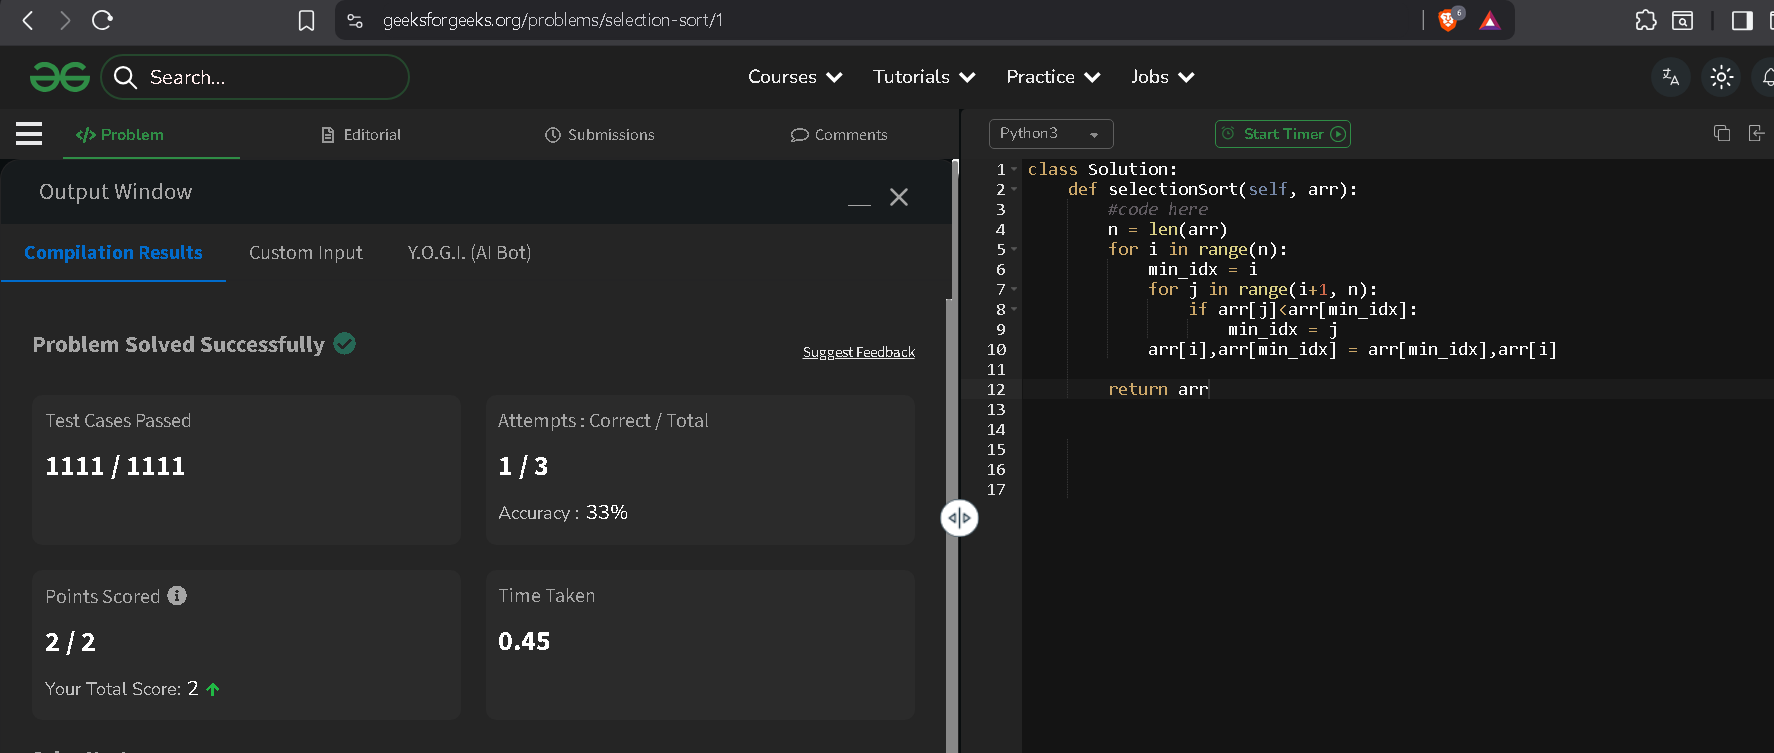 geeksforgeeks.org/problems/selection-sort/1
6
Search...
Courses
Tutorials
Practice
Jobs
</> Problem
Editorial
Submissions
Comments
Output Window
Compilation Results
Custom Input
Y.O.G.I. (AI Bot)
Problem Solved Successfully
Suggest Feedback
Test Cases Passed
1111 / 1111
Attempts : Correct / Total
1 / 3
Accuracy : 33%
Points Scored
2 / 2
Your Total Score: 2
Time Taken
0.45
Python3
Start Timer
1 class Solution:
2     def selectionSort(self, arr):
3         #code here
4         n = len(arr)
5         for i in range(n):
6             min_idx = i
7             for j in range(i+1, n):
8                 if arr[j]<arr[min_idx]:
9                     min_idx = j
10             arr[i],arr[min_idx] = arr[min_idx],arr[i]
11
12         return arr
13
14
15
16
17